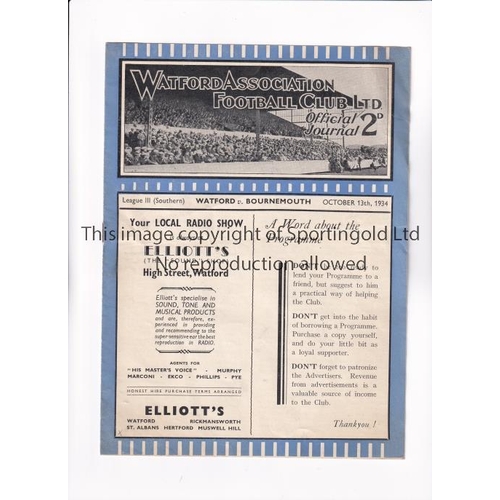 WATFORD ASSOCIATION
FOOTBALL CLUB LTD
Official
Journal 2D
League III (Southern) WATFORD v. BOURNEMOUTH OCTOBER 13th, 1934
Your LOCAL RADIO SHOW
ELLIOTT'S
High Street, Watford
Elliott's specialise in
SOUND, TONE AND
MUSICAL PRODUCTS
and are, therefore, ex-
perienced in providing
and recommending to the
super-sensitive ear the best
reproduction in RADIO.
AGENTS FOR
"HIS MASTER'S VOICE" - MURPHY
MARCONI - EKCO - PHILLIPS - PYE
HONEST HIRE PURCHASE TERMS ARRANGED
ELLIOTT'S
WATFORD RICKMANSWORTH
ST. ALBANS HERTFORD MUSWELL HILL
A Word about the
Programme
DON'T
lend your Programme to a
friend, but suggest to him
a practical way of helping
the Club.
DON'T get into the habit
of borrowing a Programme.
Purchase a copy yourself,
and do your little bit as
a loyal supporter.
DON'T forget to patronize
the Advertisers. Revenue
from advertisements is a
valuable source of income
to the Club.
Thankyou !
This image copyright of Sportingold Ltd
No reproduction allowed